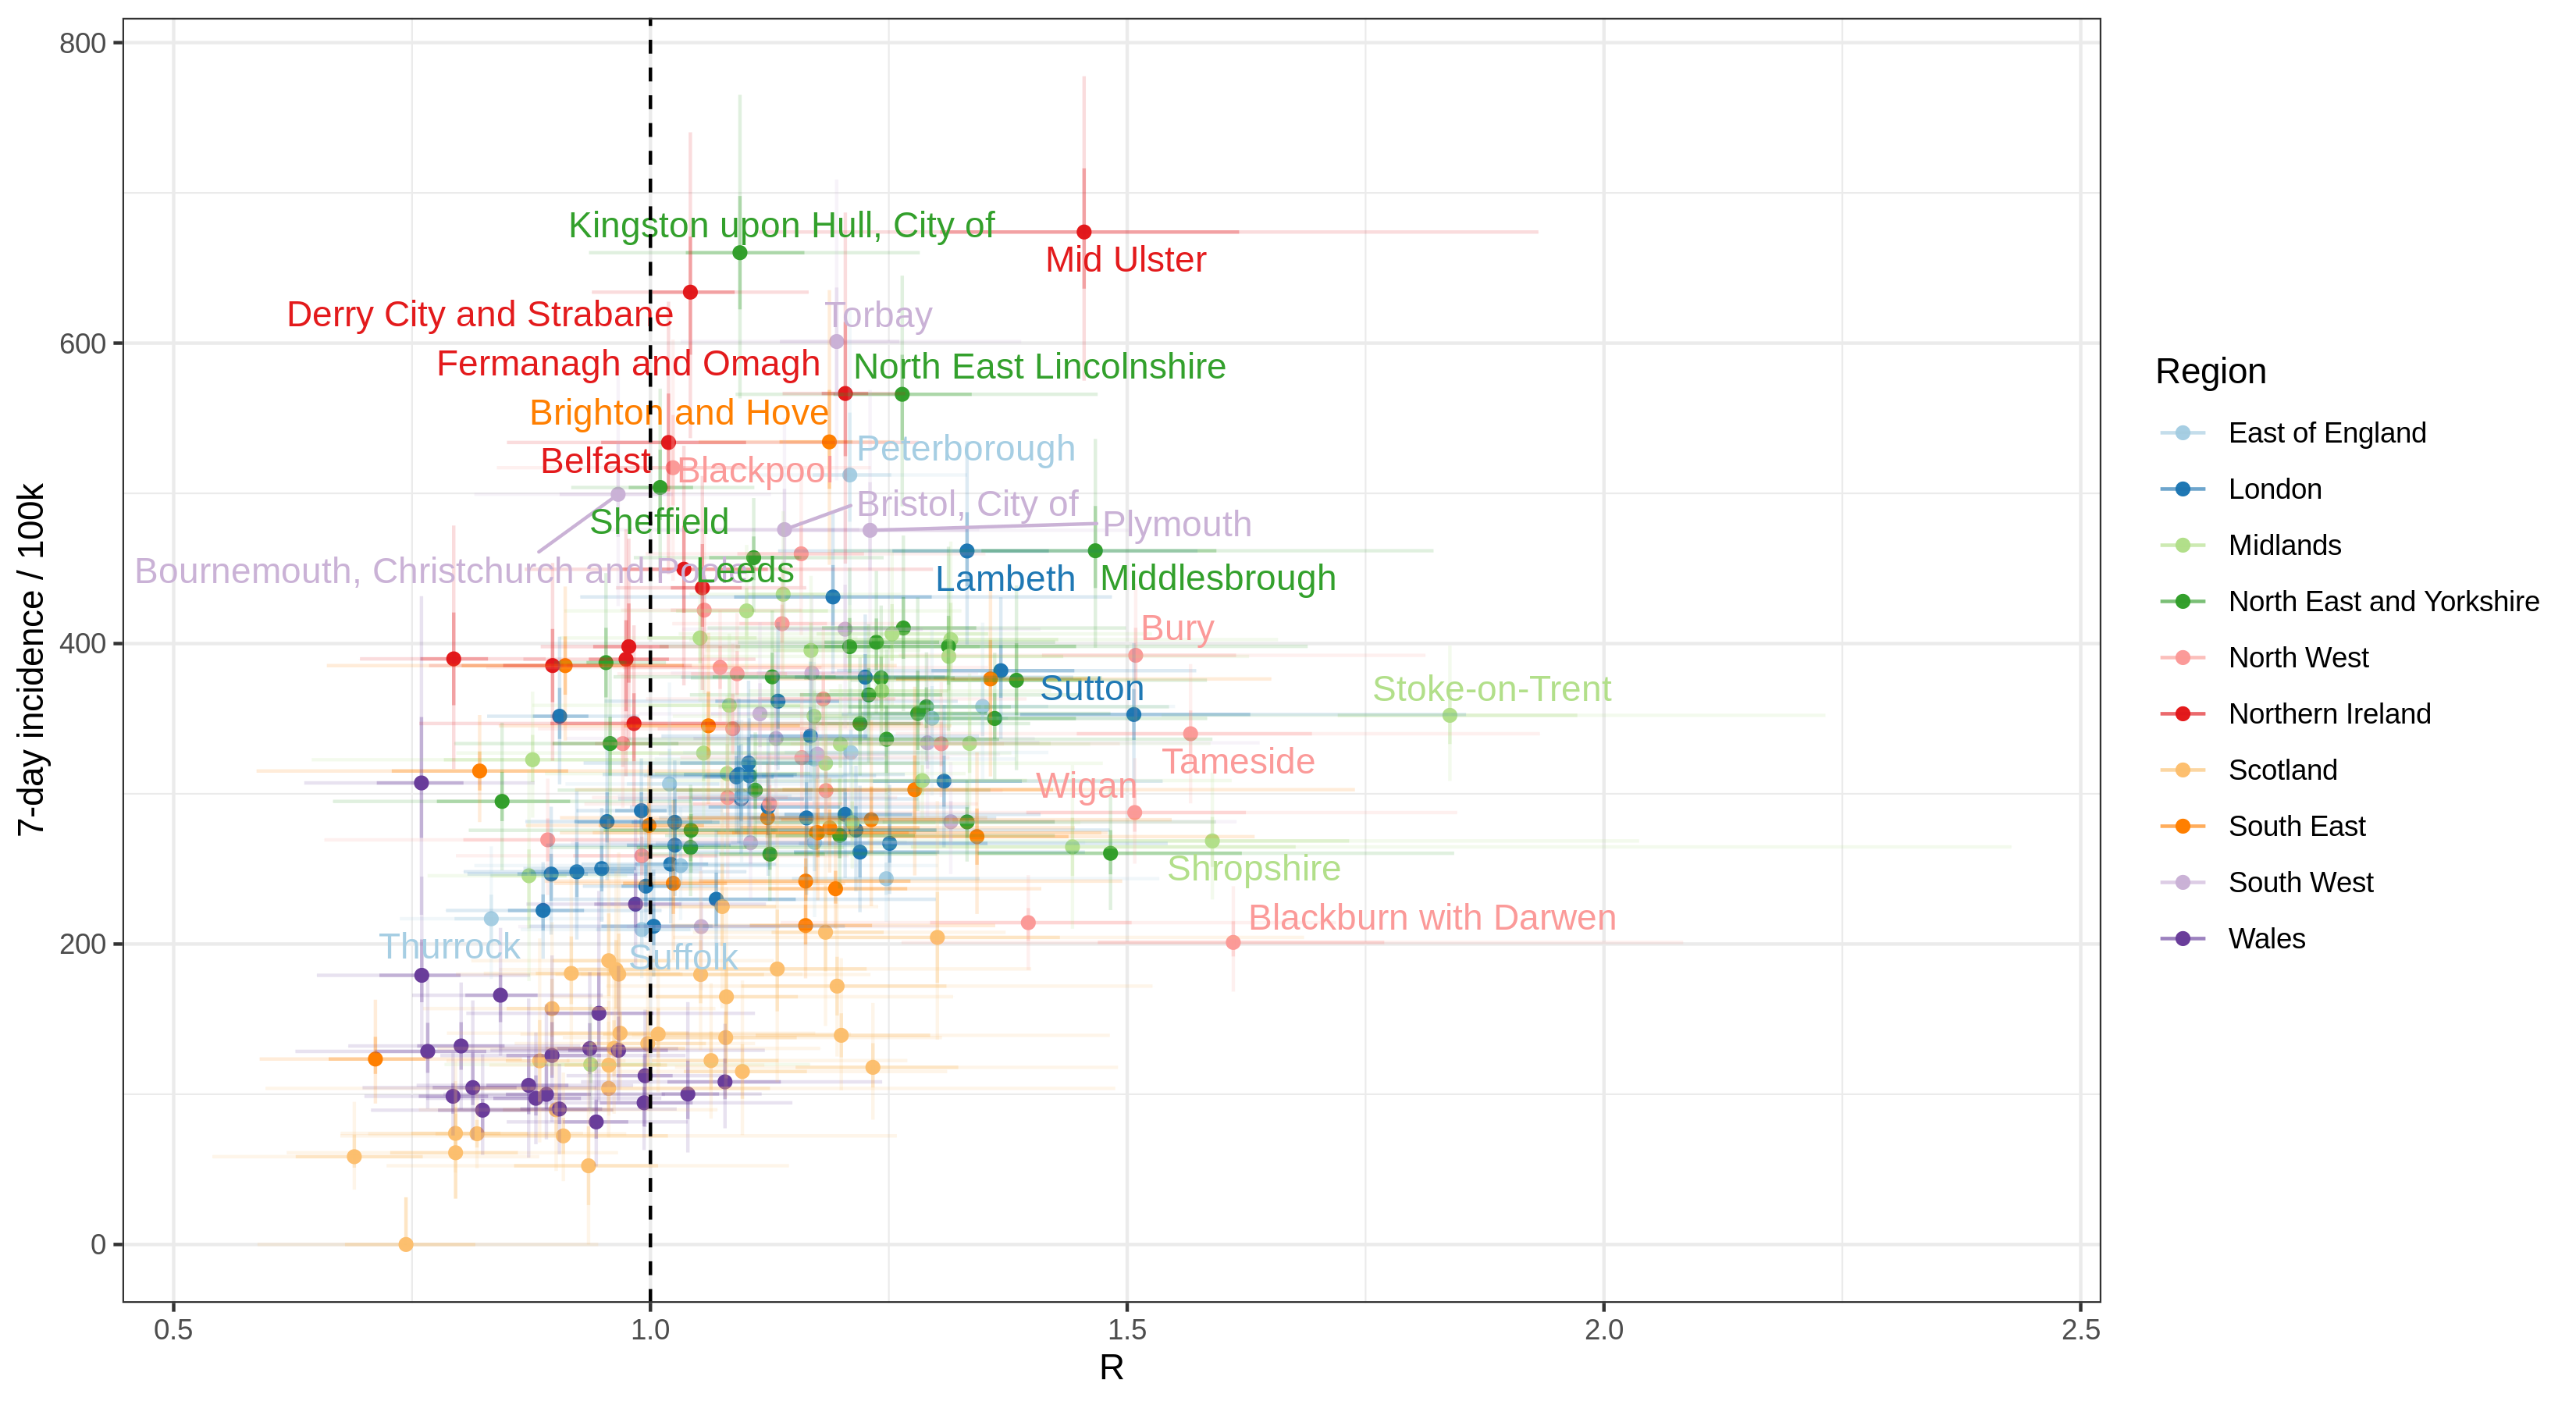 800
600
400
200
0
7-day incidence / 100k
Kingston upon Hull, City of
Mid Ulster
Derry City and Strabane
Torbay
Fermanagh and Omagh
North East Lincolnshire
Brighton and Hove
Peterborough
Belfast
Blackpool
Bristol, City of
Sheffield
Plymouth
Bournemouth, Christchurch and Poole
Leeds
Lambeth
Middlesbrough
Bury
Sutton
Stoke-on-Trent
Tameside
Wigan
Shropshire
Blackburn with Darwen
Thurrock
Suffolk
0.5
1.0
1.5
2.0
2.5
R
Region
East of England
London
Midlands
North East and Yorkshire
North West
Northern Ireland
Scotland
South East
South West
Wales